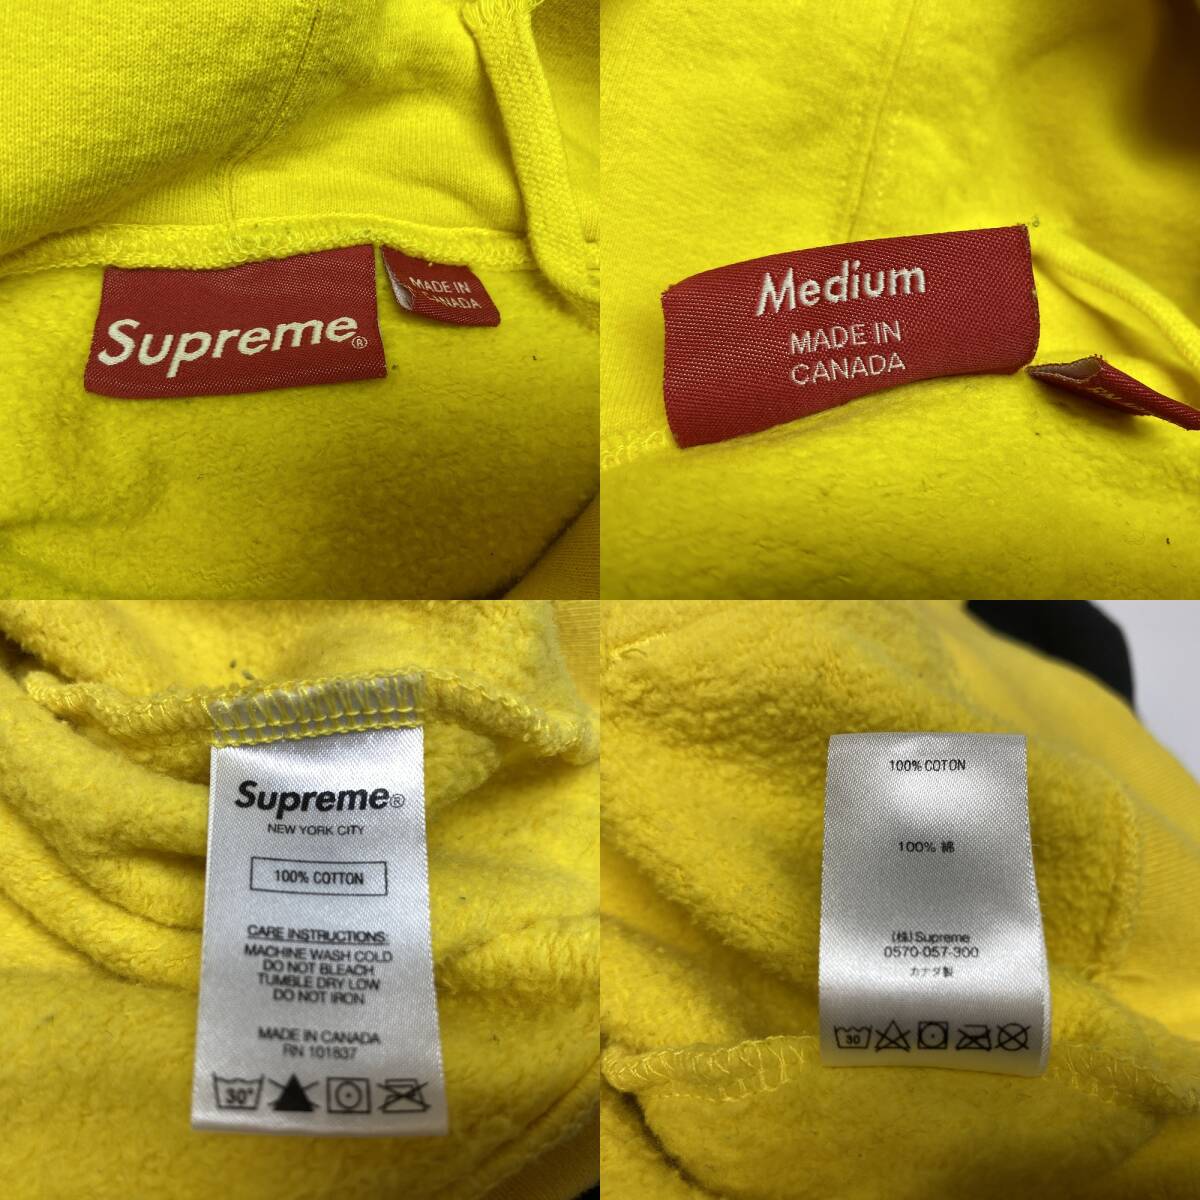 Supreme®
MADE IN
CANADA
Medium
MADE IN
CANADA
Supreme®
NEW YORK CITY
100% COTTON
CARE INSTRUCTIONS:
MACHINE WASH COLD
DO NOT BLEACH
TUMBLE DRY LOW
DO NOT IRON
MADE IN CANADA
RN 101837
30°
100% COTON
100% 綿
(株)Supreme
0570-057-300
カナダ製
30